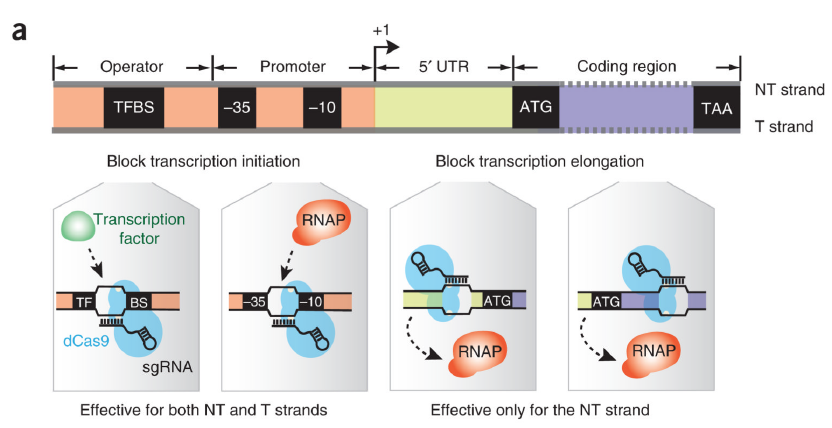 a
+1
Operator Promoter 5′ UTR Coding region
NT strand
TFBS −35 −10 ATG TAA
T strand
Block transcription initiation Block transcription elongation
Transcription
factor
RNAP
TF BS
−35 −10
ATG
ATG
dCas9
sgRNA
RNAP
RNAP
Effective for both NT and T strands Effective only for the NT strand